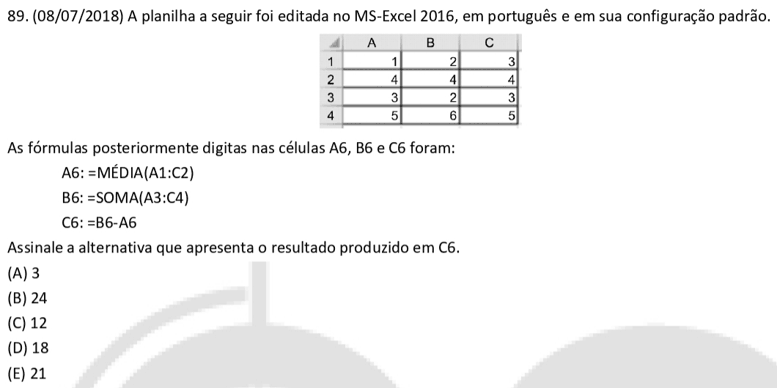 89. (08/07/2018) A planilha a seguir foi editada no MS-Excel 2016, em português e em sua configuração padrão.
A B C
1 1 2 3
2 4 4 4
3 3 2 3
4 5 6 5
As fórmulas posteriormente digitas nas células A6, B6 e C6 foram:
A6: =MÉDIA(A1:C2)
B6: =SOMA(A3:C4)
C6: =B6-A6
Assinale a alternativa que apresenta o resultado produzido em C6.
(A) 3
(B) 24
(C) 12
(D) 18
(E) 21